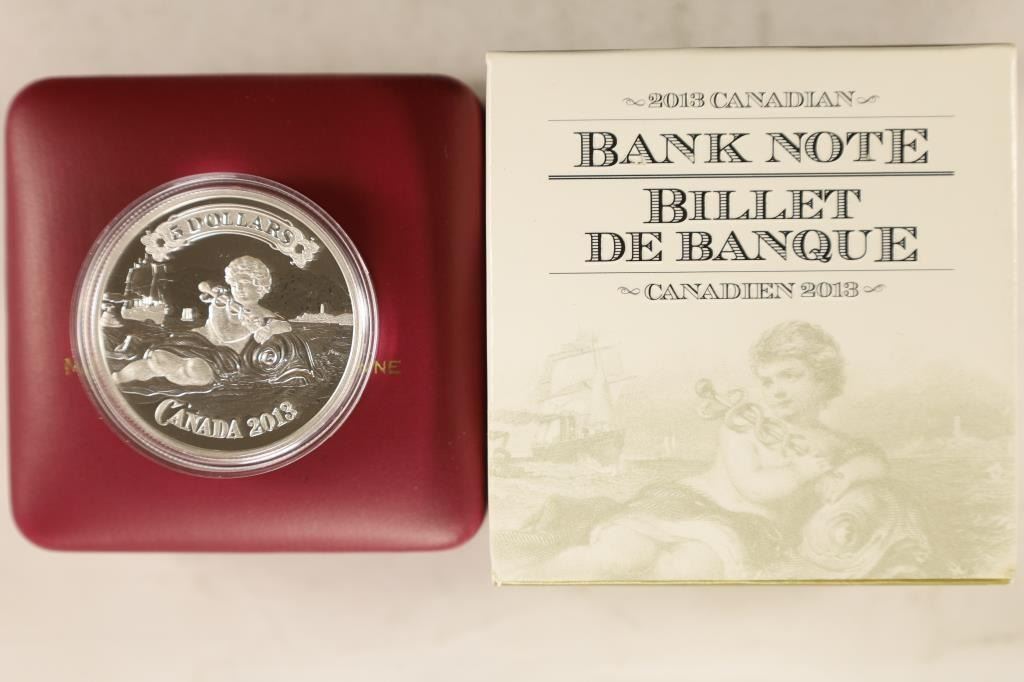 5 DOLLARS
CANADA 2013
2013 CANADIAN
BANK NOTE
BILLET
DE BANQUE
CANADIEN 2013